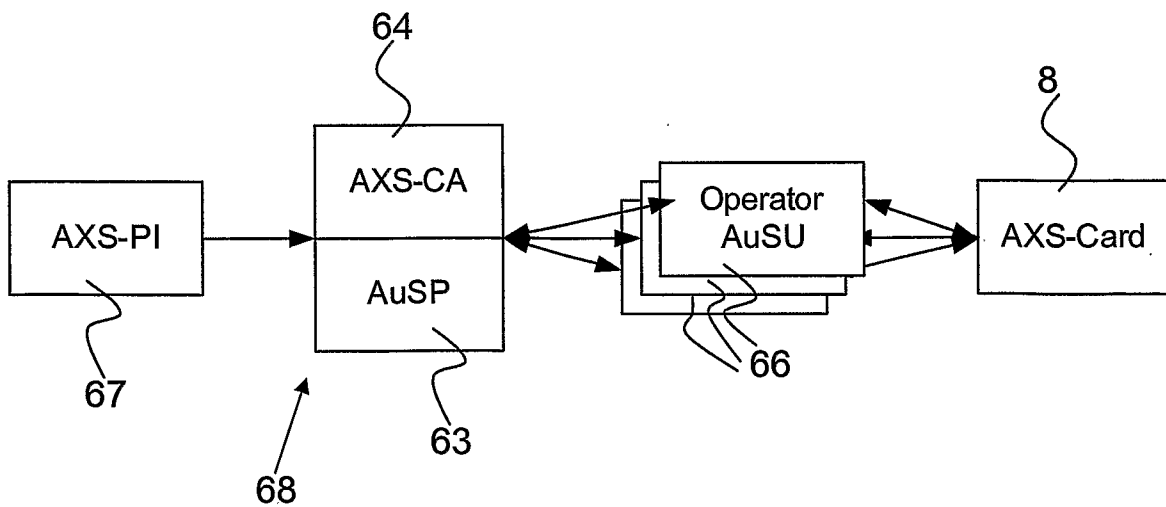 64
8
AXS-CA
Operator
AuSU
AXS-PI
AXS-Card
AuSP
66
67
63
68